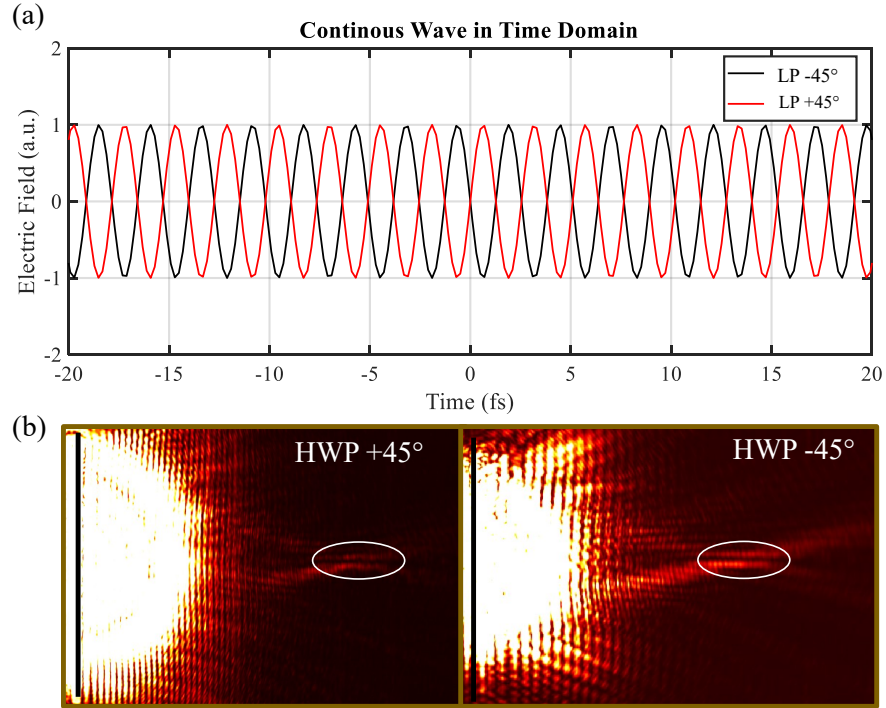 (a)
Continous Wave in Time Domain
LP -45°
LP +45°
Electric Field (a.u.)
2
1
0
-1
-2
-20 -15 -10 -5 0 5 10 15 20
Time (fs)
(b)
HWP +45° HWP -45°